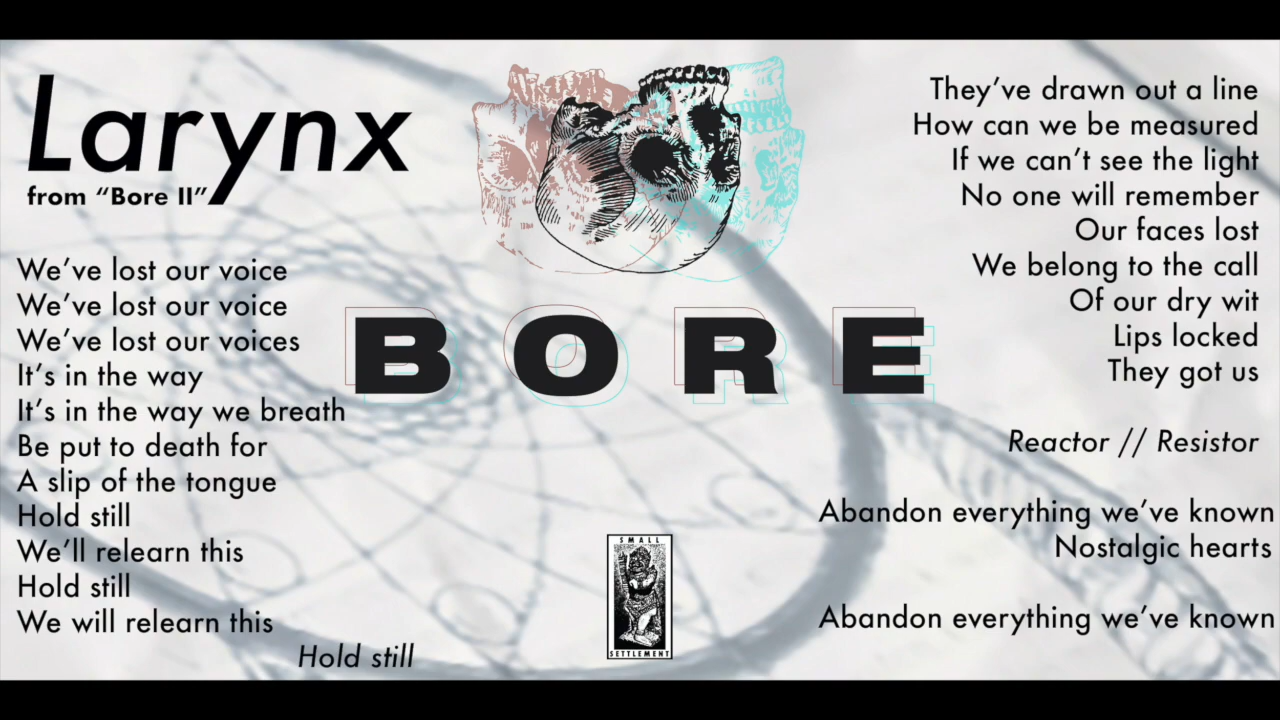 Larynx
from “Bore II”
We’ve lost our voice
We’ve lost our voice
We’ve lost our voices
It’s in the way
It’s in the way we breath
Be put to death for
A slip of the tongue
Hold still
We’ll relearn this
Hold still
We will relearn this
Hold still
BORE
SMALL
SETTLEMENT
They’ve drawn out a line
How can we be measured
If we can’t see the light
No one will remember
Our faces lost
We belong to the call
Of our dry wit
Lips locked
They got us
Reactor // Resistor
Abandon everything we’ve known
Nostalgic hearts
Abandon everything we’ve known